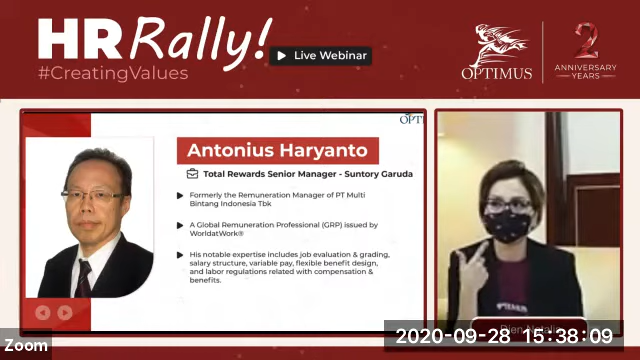 HR Rally!
Live Webinar
#CreatingValues
OPTIMUS
2
ANNIVERSARY
YEARS
OPTI
Antonius Haryanto
Total Rewards Senior Manager - Suntory Garuda
Formerly the Remuneration Manager of PT Multi
Bintang Indonesia Tbk
A Global Remuneration Professional (GRP) issued by
WorldatWork®
His notable expertise includes job evaluation & grading,
salary structure, variable pay, flexible benefit design,
and labor regulations related with compensation &
benefits.
Zoom
2020-09-28 15:38:09